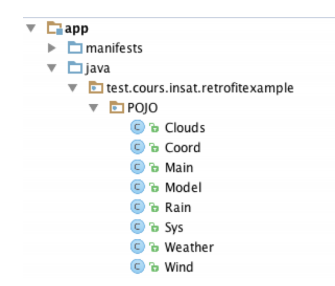 app
manifests
java
test.cours.insat.retrofitexample
POJO
C Clouds
C Coord
C Main
C Model
C Rain
C Sys
C Weather
C Wind